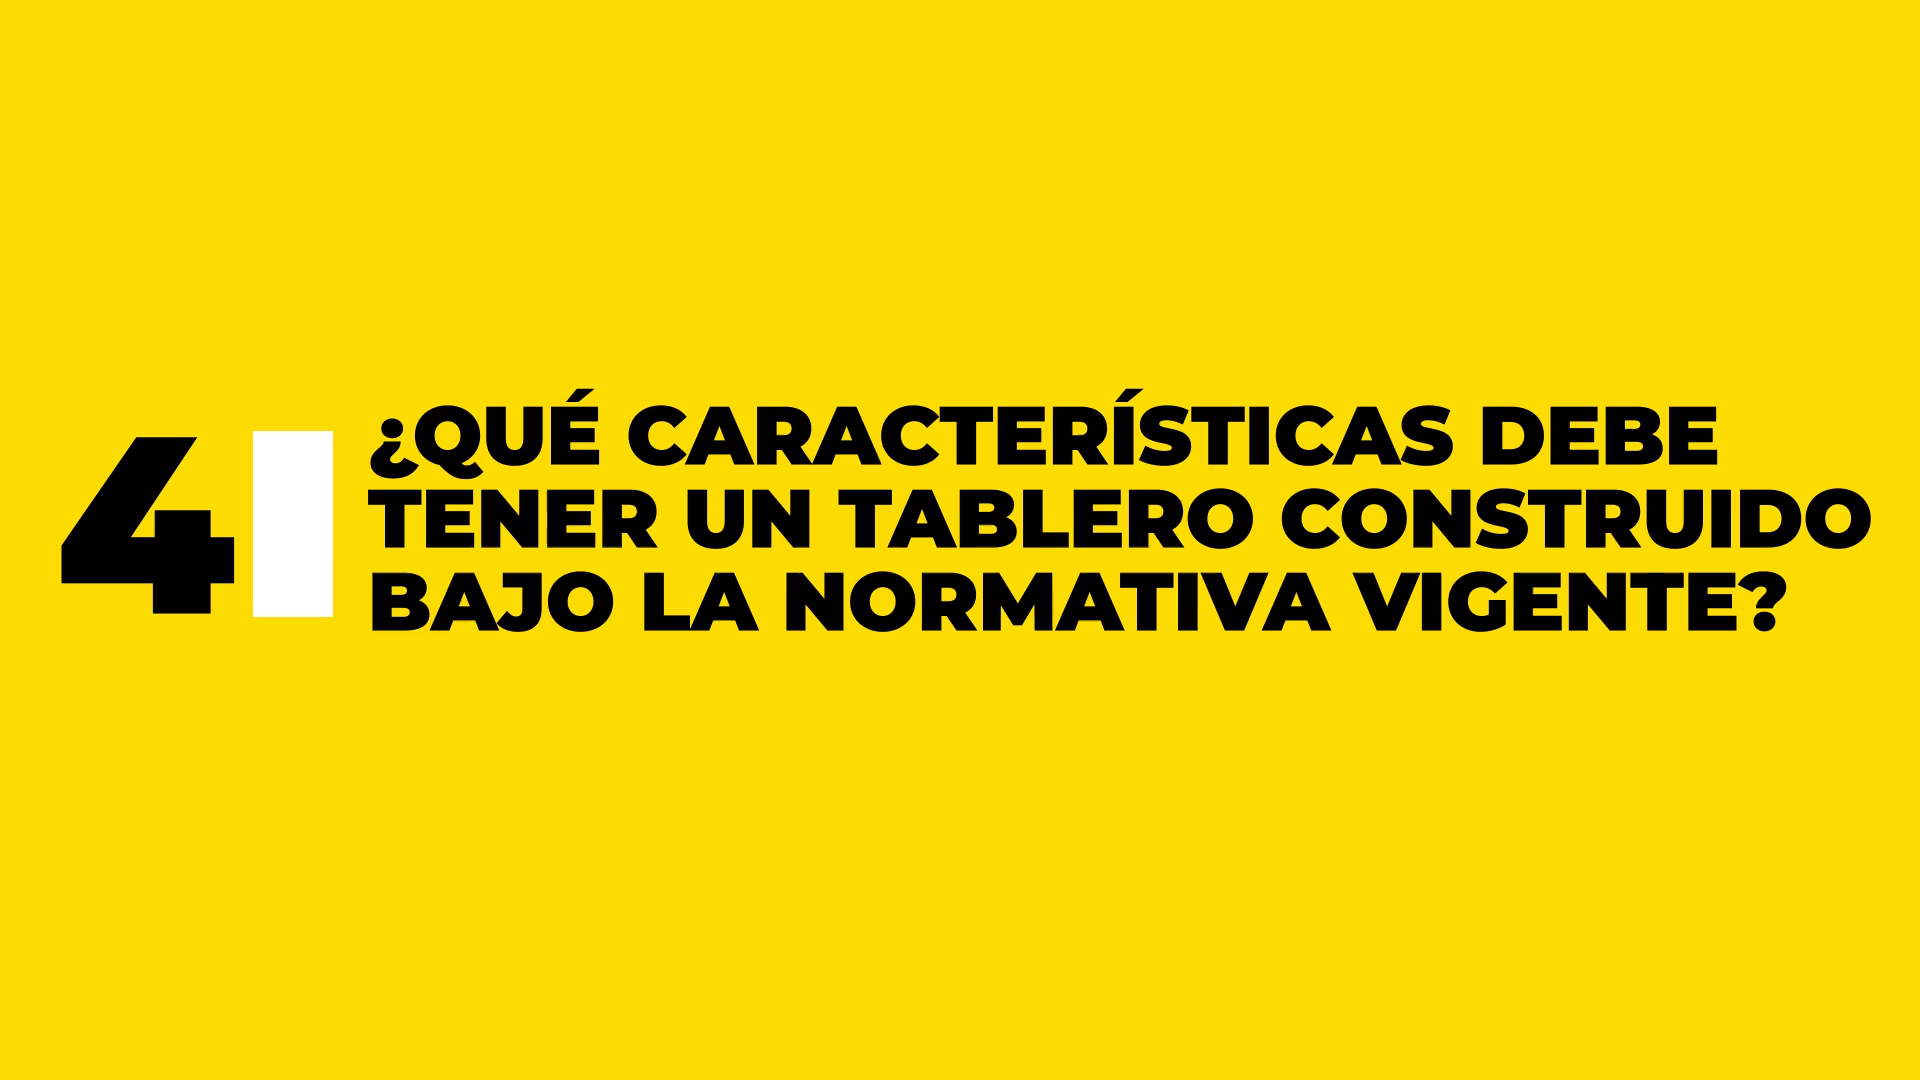 4
¿QUÉ CARACTERÍSTICAS DEBE
TENER UN TABLERO CONSTRUIDO
BAJO LA NORMATIVA VIGENTE?